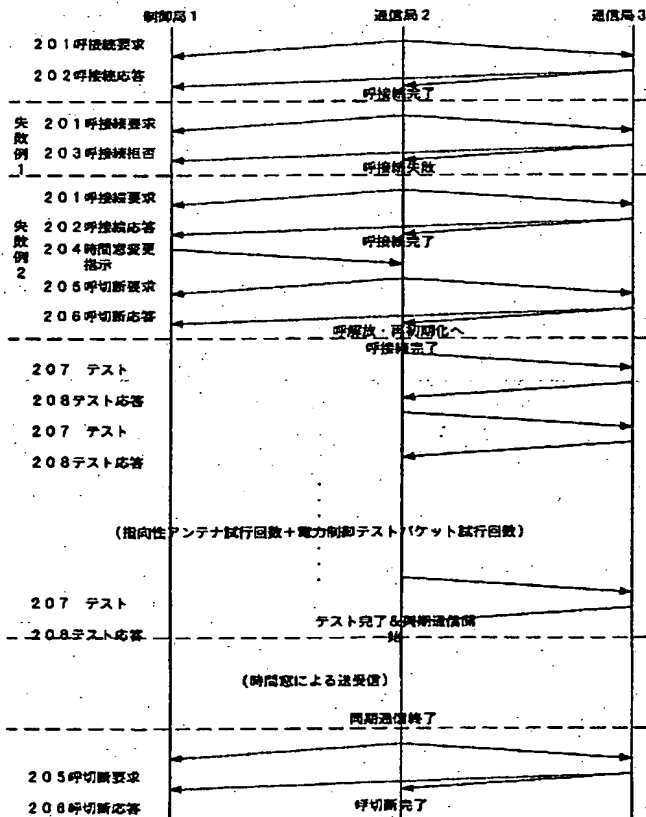 制御局1 通信局2 通信局3
201呼接続要求
202呼接続応答
呼接続完了
失敗例1
201呼接続要求
203呼接続拒否
呼接続失敗
失敗例2
201呼接続要求
202呼接続応答
呼接続完了
204時間窓変更
指示
205呼切断要求
206呼切断応答
呼解放・再初期化へ
呼接続完了
207 テスト
208テスト応答
207 テスト
208テスト応答
(指向性アンテナ試行回数+電力制御テストパケット試行回数)
207 テスト
テスト完了&同期通信開
始
208テスト応答
(時間窓による送受信)
同期通信終了
205呼切断要求
206呼切断応答
呼切断完了